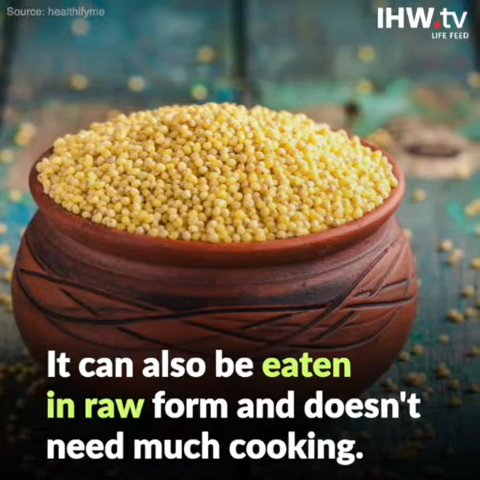 Source: healthifyme
IHW.tv
LIFE FEED
It can also be eaten
in raw form and doesn't
need much cooking.